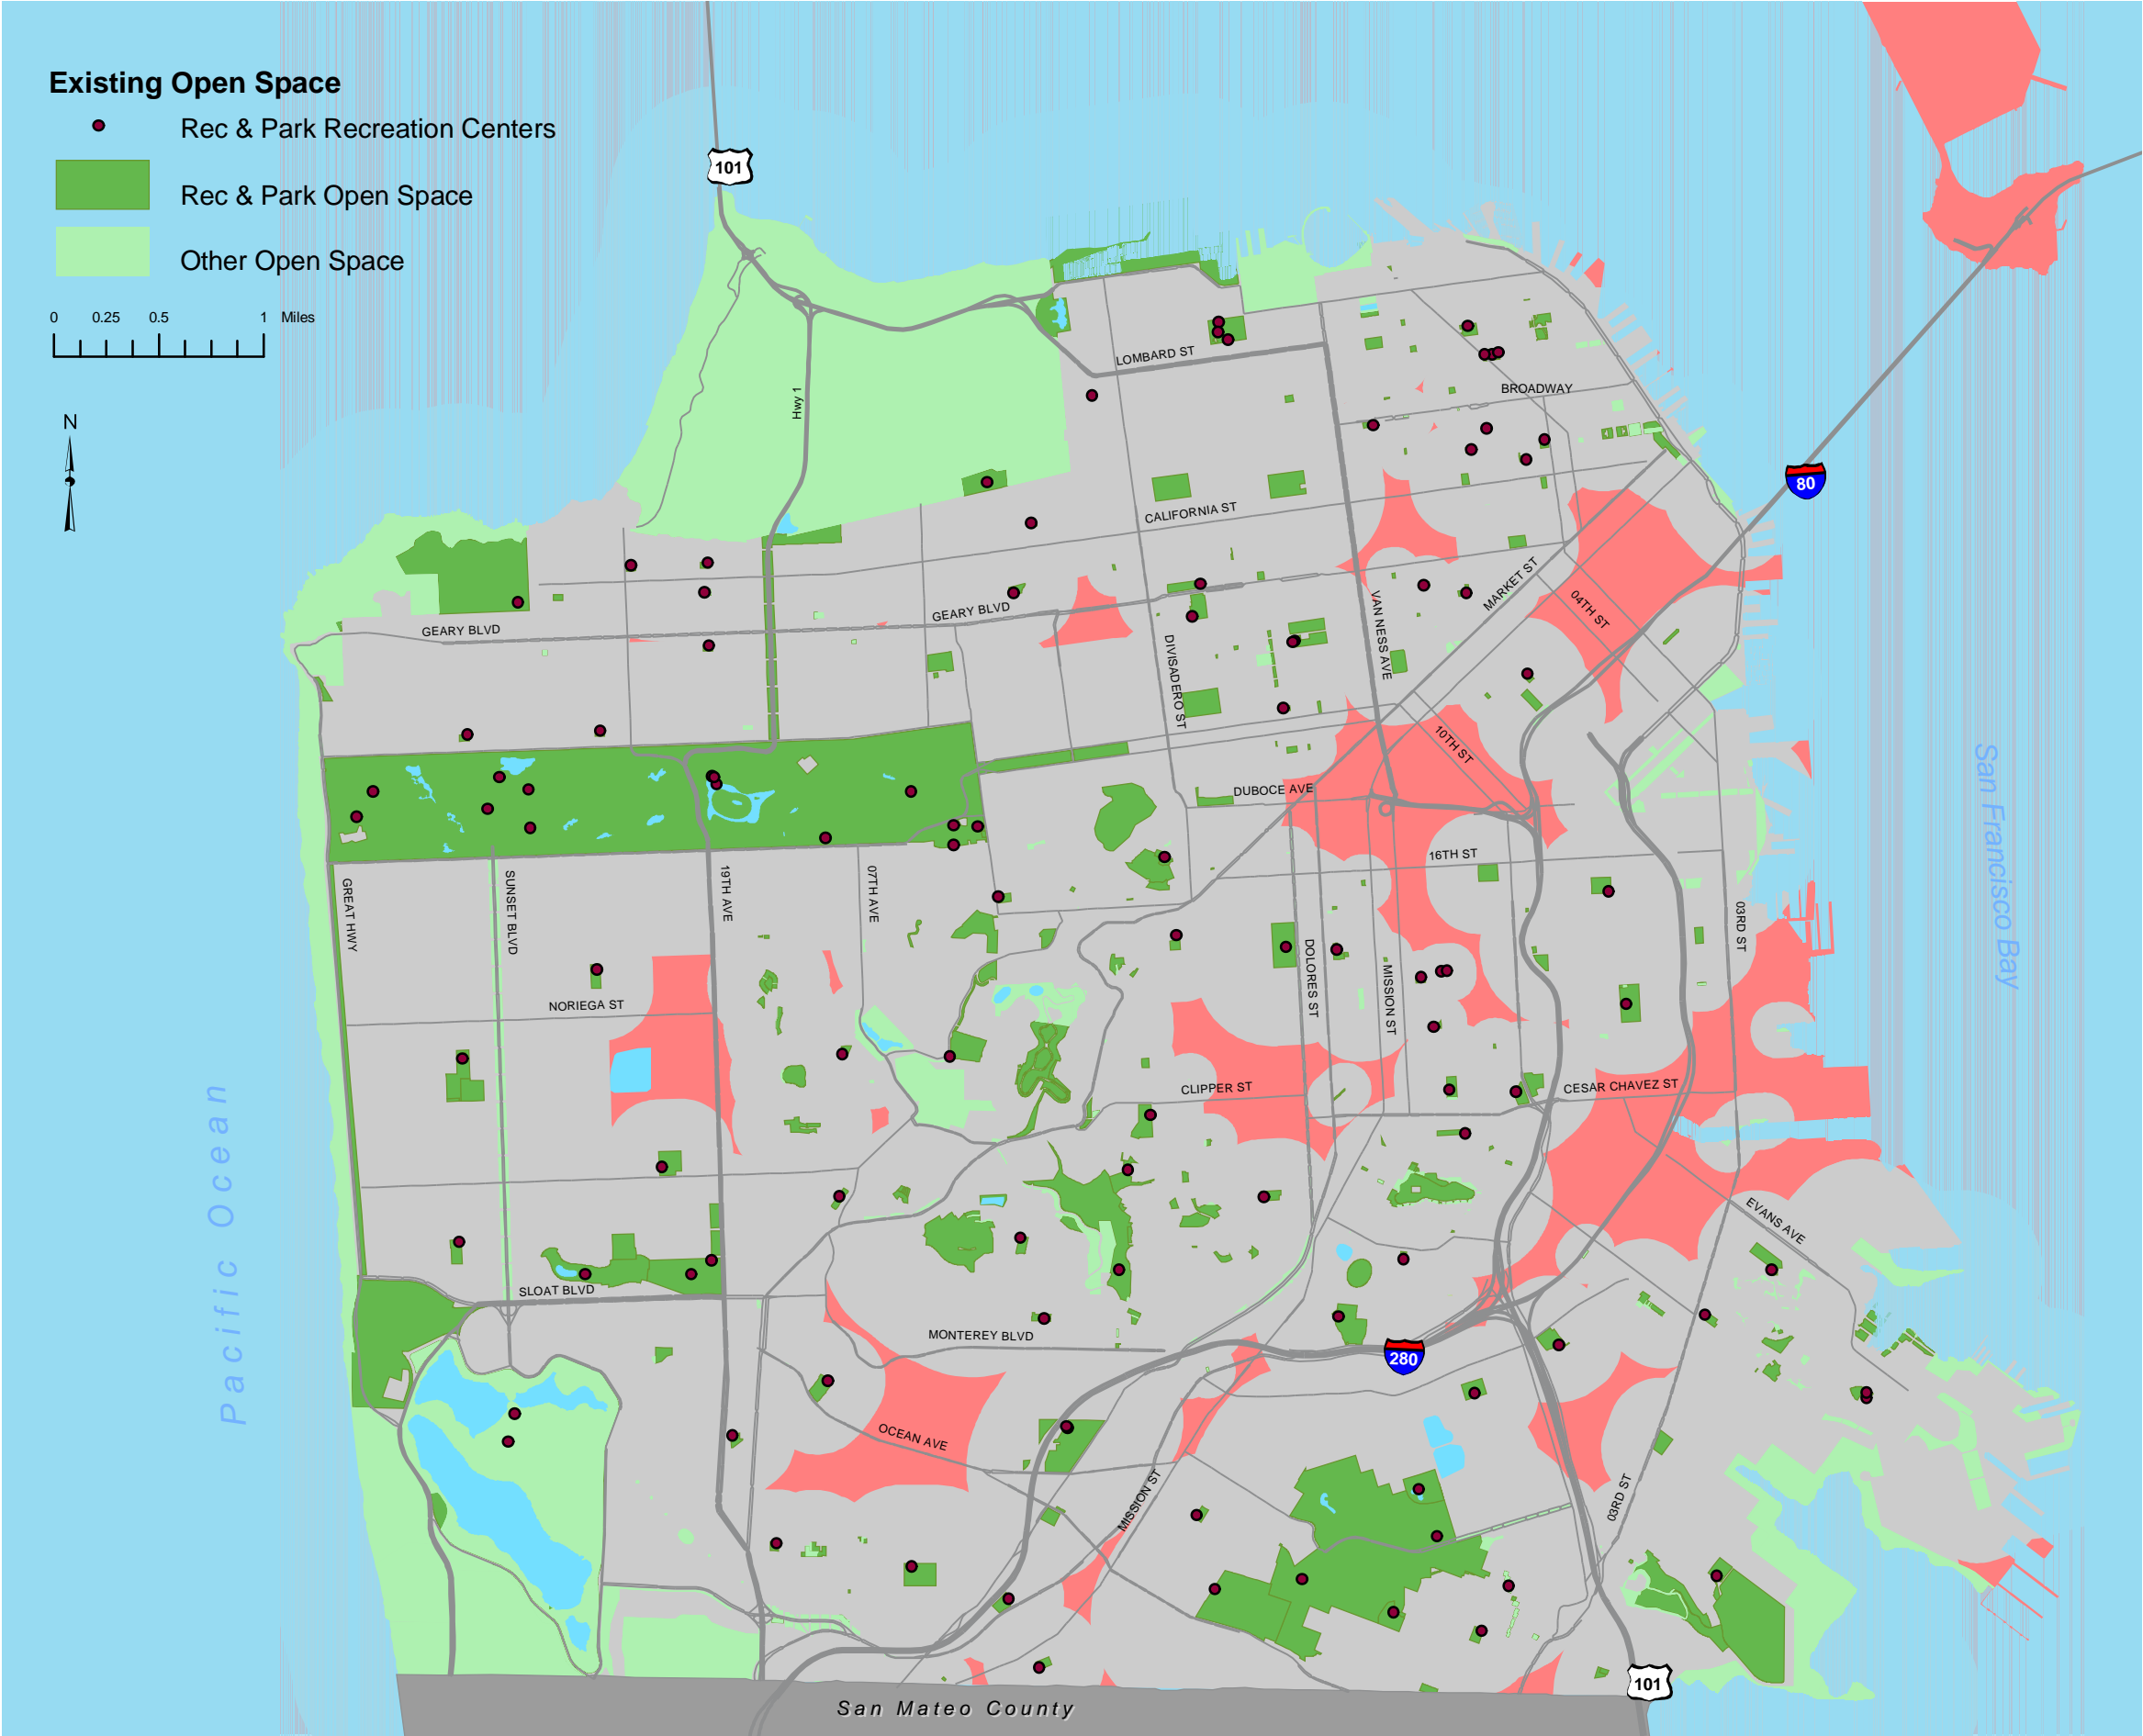 Existing Open Space
Rec & Park Recreation Centers
Rec & Park Open Space
Other Open Space
0 0.25 0.5 1 Miles
N
101
Hwy 1
LOMBARD ST
BROADWAY
80
CALIFORNIA ST
GEARY BLVD
GEARY BLVD
MARKET ST
04TH ST
VAN NESS AVE
DIVISADERO ST
10TH ST
DUBOCE AVE
16TH ST
San Francisco Bay
GREAT HWY
SUNSET BLVD
19TH AVE
07TH AVE
DOLORES ST
MISSION ST
03RD ST
NORIEGA ST
CLIPPER ST
CESAR CHAVEZ ST
Pacific Ocean
EVANS AVE
SLOAT BLVD
MONTEREY BLVD
280
OCEAN AVE
MISSION ST
03RD ST
101
San Mateo County